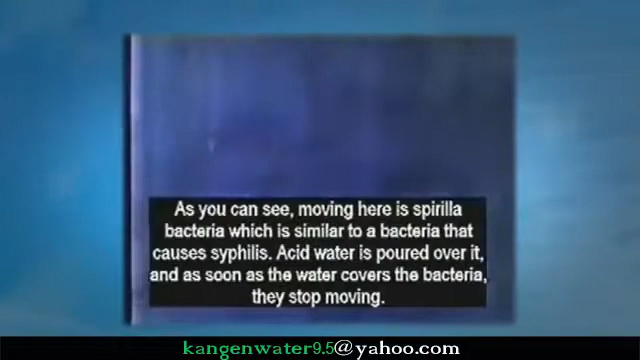 As you can see, moving here is spirilla
bacteria which is similar to a bacteria that
causes syphilis. Acid water is poured over it,
and as soon as the water covers the bacteria,
they stop moving.
kangenwater9.5@yahoo.com